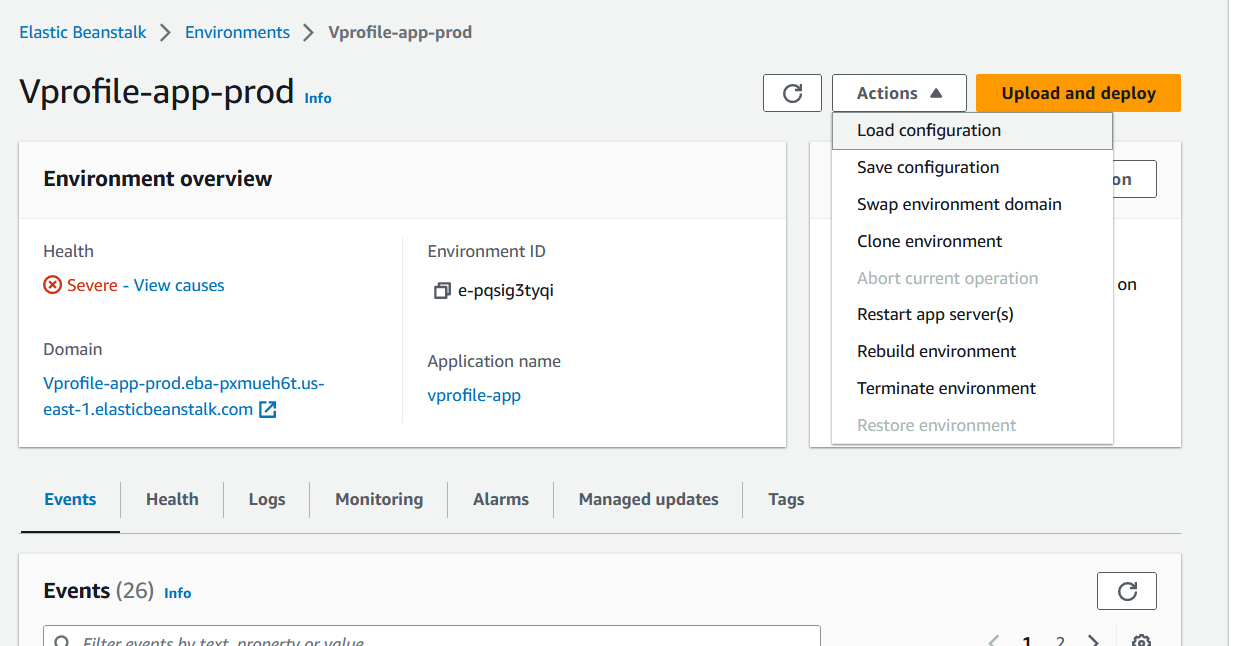 Elastic Beanstalk > Environments > Vprofile-app-prod
Vprofile-app-prod Info
Actions
Upload and deploy
Load configuration
Save configuration
Swap environment domain
Clone environment
Abort current operation
Restart app server(s)
Rebuild environment
Terminate environment
Restore environment
on
on
Environment overview
Health
Severe - View causes
Environment ID
e-pqsig3tyqi
Domain
Vprofile-app-prod.eba-pxmueh6t.us-
east-1.elasticbeanstalk.com
Application name
vprofile-app
Events Health Logs Monitoring Alarms Managed updates Tags
Events (26) Info
Filter events by text, property or value
1 2